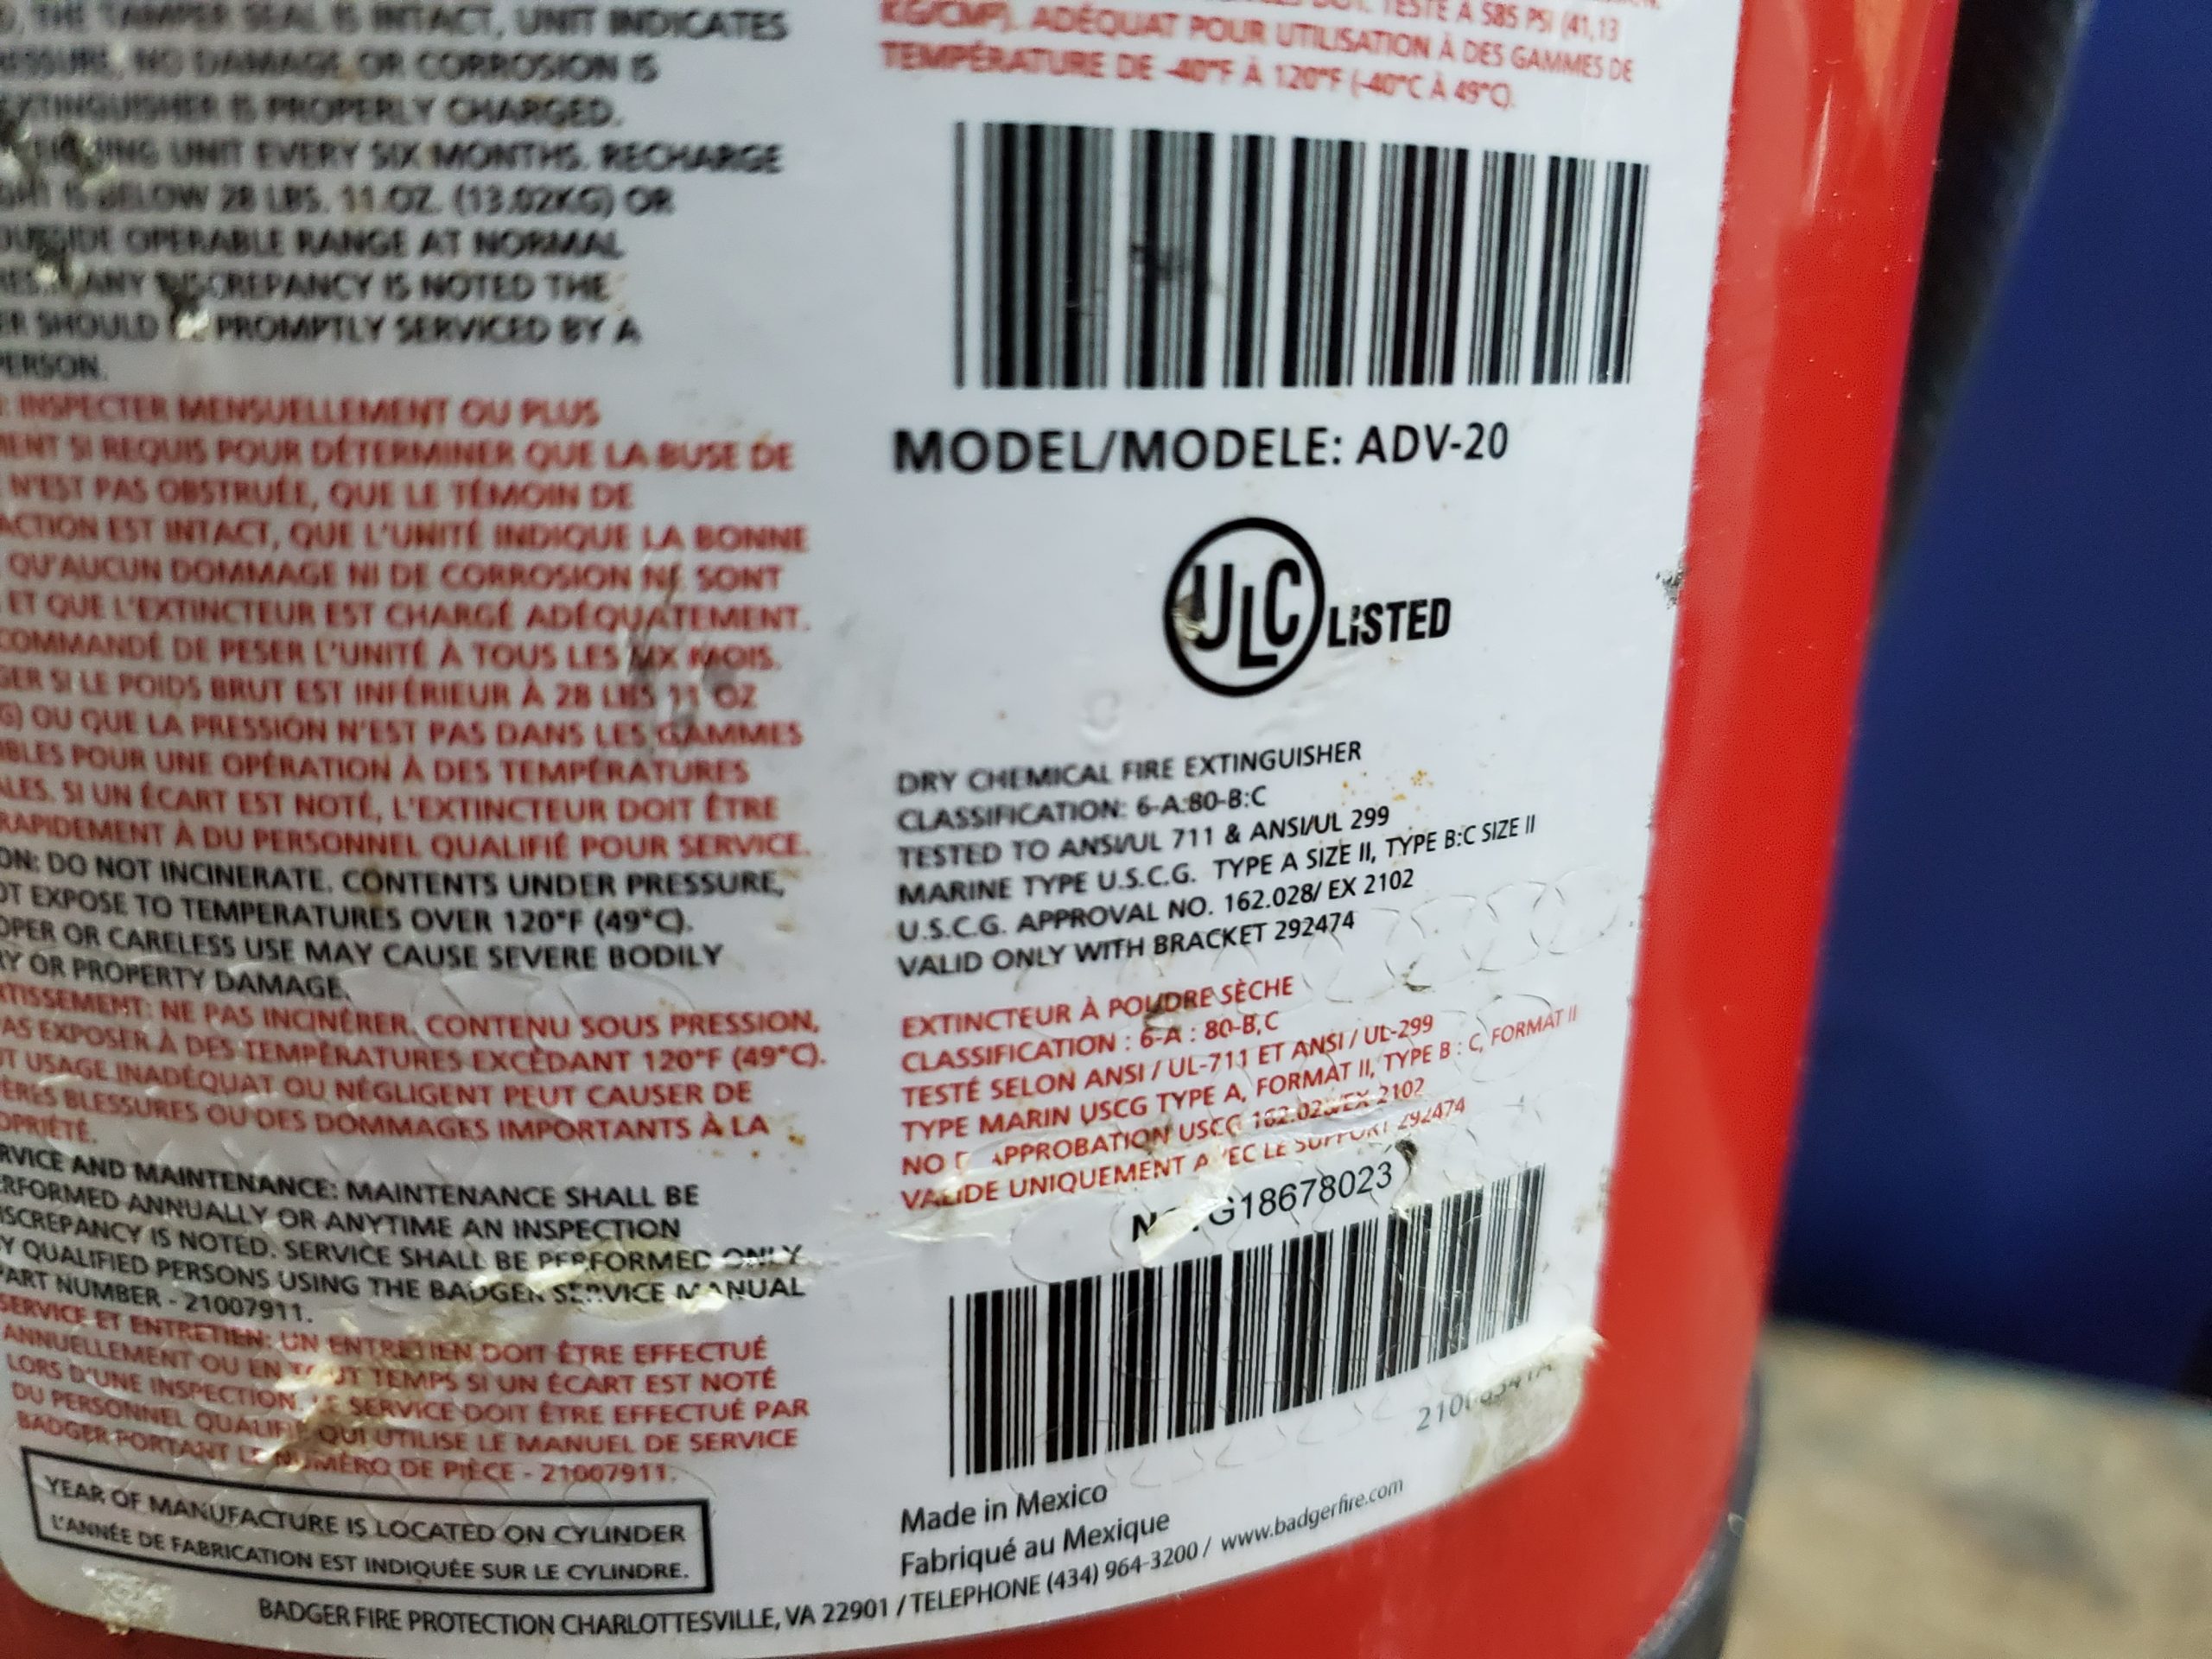 THE TAMPER SEAL IS INTACT, UNIT INDICATES
NO DAMAGE OR CORROSION IS
IS PROPERLY CHARGED.
UNIT EVERY SIX MONTHS. RECHARGE
IS BELOW 28 LBS. 11 OZ. (13.02KG) OR
OPERABLE RANGE AT NORMAL
ANY DISCREPANCY IS NOTED THE
SHOULD PROMPTLY SERVICED BY A
PERSON.
INSPECTER MENSUELLEMENT OU PLUS
SI REQUIS POUR DÉTERMINER QUE LA BUSE DE
N'EST PAS OBSTRUÉE, QUE LE TÉMOIN DE
EST INTACT, QUE L'UNITÉ INDIQUE LA BONNE
QU'AUCUN DOMMAGE NI DE CORROSION NE SONT
ET QUE L'EXTINCTEUR EST CHARGÉ ADÉQUATEMENT.
DE PESER L'UNITÉ À TOUS LES MOIS.
SI LE POIDS BRUT EST INFÉRIEUR À 28 LBS 11 OZ
OU QUE LA PRESSION N'EST PAS DANS LES GAMMES
POUR UNE OPÉRATION À DES TEMPÉRATURES
SI UN ÉCART EST NOTÉ, L'EXTINCTEUR DOIT ÊTRE
RAPIDEMENT À DU PERSONNEL QUALIFIÉ POUR SERVICE.
DO NOT INCINERATE. CONTENTS UNDER PRESSURE,
EXPOSE TO TEMPERATURES OVER 120°F (49°C).
OR CARELESS USE MAY CAUSE SEVERE BODILY
OR PROPERTY DAMAGE.
NE PAS INCINÉRER. CONTENU SOUS PRESSION,
EXPOSER À DES TEMPÉRATURES EXCÉDANT 120°F (49°C).
USAGE INADÉQUAT OU NÉGLIGENT PEUT CAUSER DE
BLESSURES OU DES DOMMAGES IMPORTANTS À LA
AND MAINTENANCE: MAINTENANCE SHALL BE
ANNUALLY OR ANYTIME AN INSPECTION
IS NOTED. SERVICE SHALL BE PERFORMED ONLY
QUALIFIED PERSONS USING THE BADGER SERVICE MANUAL
PART NUMBER - 21007911.
SERVICE ET ENTRETIEN: UN ENTRETIEN DOIT ÊTRE EFFECTUÉ
ANNUELLEMENT OU EN TOUT TEMPS SI UN ÉCART EST NOTÉ
LORS D'UNE INSPECTION. LE SERVICE DOIT ÊTRE EFFECTUÉ PAR
DU PERSONNEL QUALIFIÉ QUI UTILISE LE MANUEL DE SERVICE
BADGER PORTANT LE NUMÉRO DE PIÈCE - 21007911.
YEAR OF MANUFACTURE IS LOCATED ON CYLINDER
L'ANNÉE DE FABRICATION EST INDIQUÉE SUR LE CYLINDRE.
TESTÉ À 585 PSI (41,13
KG/CM²). ADÉQUAT POUR UTILISATION À DES GAMMES DE
TEMPÉRATURE DE -40°F À 120°F (-40°C À 49°C).
MODEL/MODELE: ADV-20
ULC LISTED
DRY CHEMICAL FIRE EXTINGUISHER
CLASSIFICATION: 6-A:80-B:C
TESTED TO ANSI/UL 711 & ANSI/UL 299
MARINE TYPE U.S.C.G. TYPE A SIZE II, TYPE B:C SIZE II
U.S.C.G. APPROVAL NO. 162.028/ EX 2102
VALID ONLY WITH BRACKET 292474
EXTINCTEUR À POUDRE SÈCHE
CLASSIFICATION : 6-A : 80-B,C
TESTÉ SELON ANSI / UL-711 ET ANSI / UL-299
TYPE MARIN USCG TYPE A, FORMAT II, TYPE B : C, FORMAT II
NO APPROBATION USCG 162.028/EX 2102
VALIDE UNIQUEMENT AVEC LE SUPPORT 292474
G18678023
Made in Mexico
Fabriqué au Mexique
BADGER FIRE PROTECTION CHARLOTTESVILLE, VA 22901 / TELEPHONE (434) 964-3200 / www.badgerfire.com